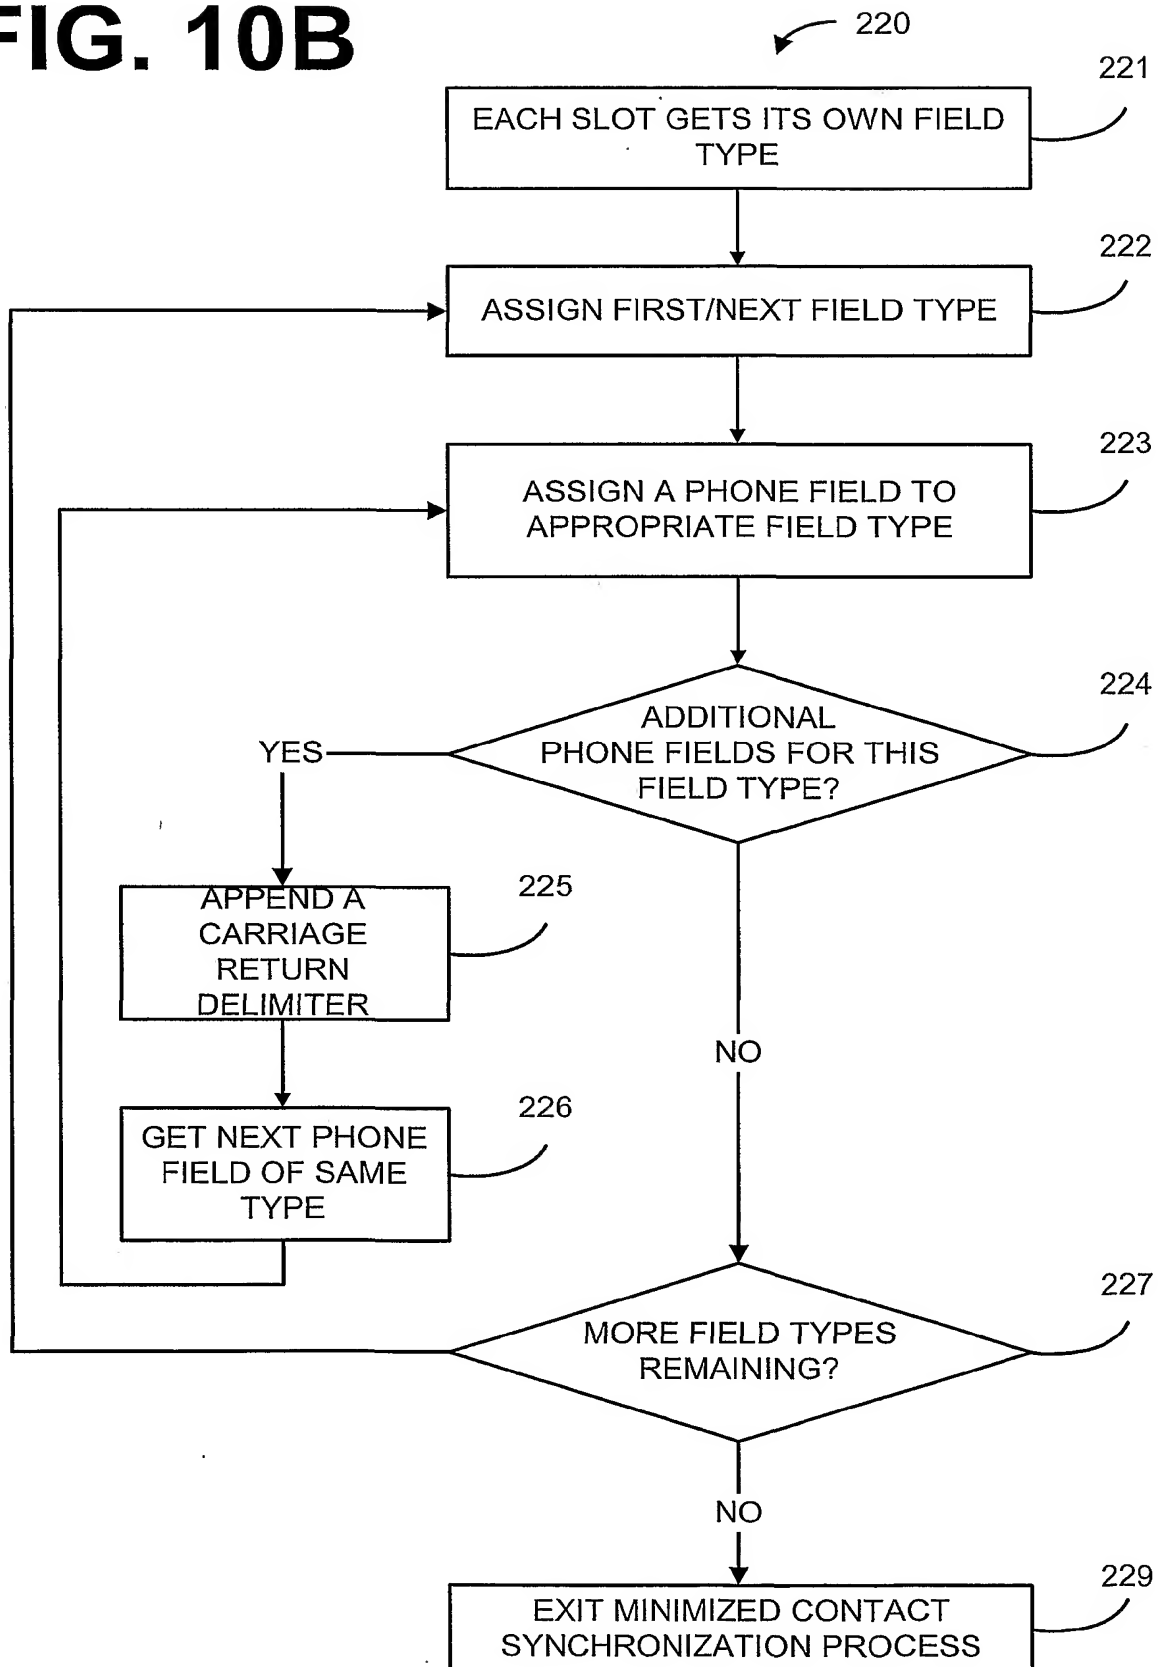 FIG. 10B
220
221
EACH SLOT GETS ITS OWN FIELD
TYPE
222
ASSIGN FIRST/NEXT FIELD TYPE
223
ASSIGN A PHONE FIELD TO
APPROPRIATE FIELD TYPE
224
ADDITIONAL
PHONE FIELDS FOR THIS
FIELD TYPE?
YES
225
APPEND A
CARRIAGE
RETURN
DELIMITER
NO
226
GET NEXT PHONE
FIELD OF SAME
TYPE
227
MORE FIELD TYPES
REMAINING?
NO
229
EXIT MINIMIZED CONTACT
SYNCHRONIZATION PROCESS